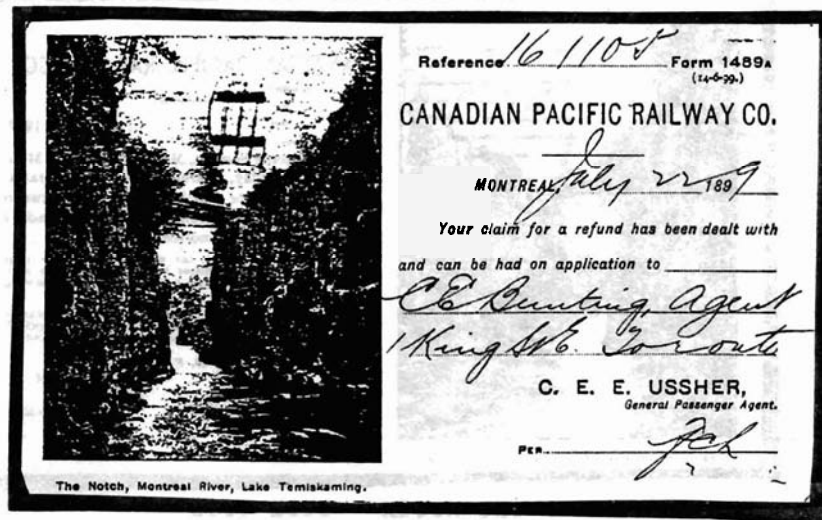 Reference 16 1105 Form 1489A
(14-6-99.)
CANADIAN PACIFIC RAILWAY CO.
MONTREAL, July 22 1899
Your claim for a refund has been dealt with
and can be had on application to
CE Bunting, Agent
1 King St E. Toronto
C. E. E. USSHER,
General Passenger Agent.
PER
The Notch, Montreal River, Lake Temiskaming.